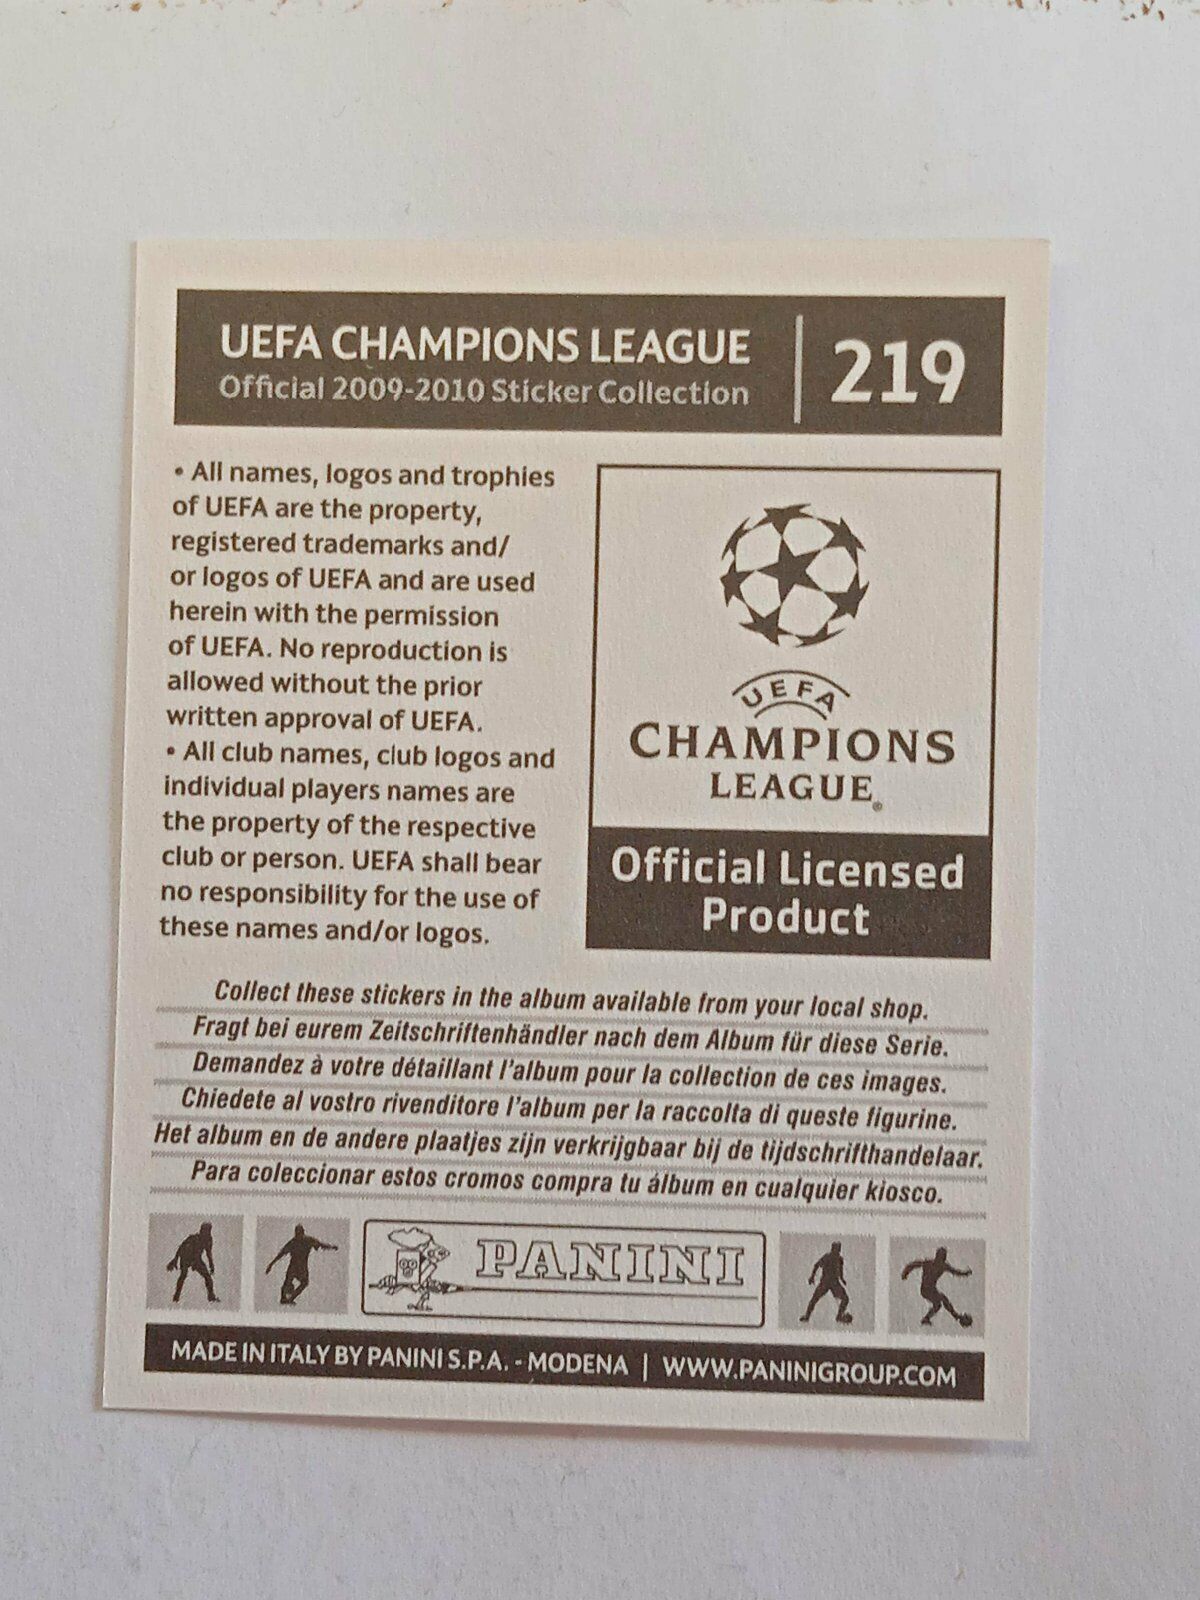 UEFA CHAMPIONS LEAGUE
Official 2009-2010 Sticker Collection
219
• All names, logos and trophies
of UEFA are the property,
registered trademarks and/
or logos of UEFA and are used
herein with the permission
of UEFA. No reproduction is
allowed without the prior
written approval of UEFA.
• All club names, club logos and
individual players names are
the property of the respective
club or person. UEFA shall bear
no responsibility for the use of
these names and/or logos.
UEFA
CHAMPIONS
LEAGUE®
Official Licensed
Product
Collect these stickers in the album available from your local shop.
Fragt bei eurem Zeitschriftenhändler nach dem Album für diese Serie.
Demandez à votre détaillant l'album pour la collection de ces images.
Chiedete al vostro rivenditore l'album per la raccolta di queste figurine.
Het album en de andere plaatjes zijn verkrijgbaar bij de tijdschrifthandelaar.
Para coleccionar estos cromos compra tu álbum en cualquier kiosco.
PANINI
MADE IN ITALY BY PANINI S.P.A. - MODENA | WWW.PANINIGROUP.COM